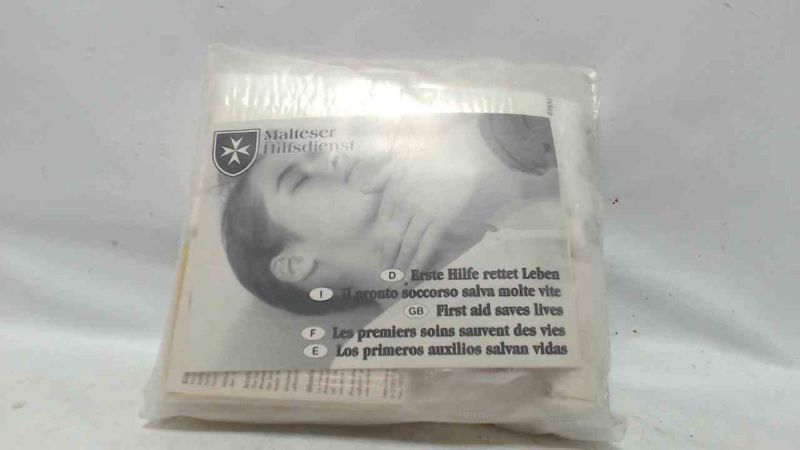 Malteser
Hilfsdienst
D Erste Hilfe rettet Leben
I il pronto soccorso salva molte vite
GB First aid saves lives
F Les premiers soins sauvent des vies
E Los primeros auxilios salvan vidas